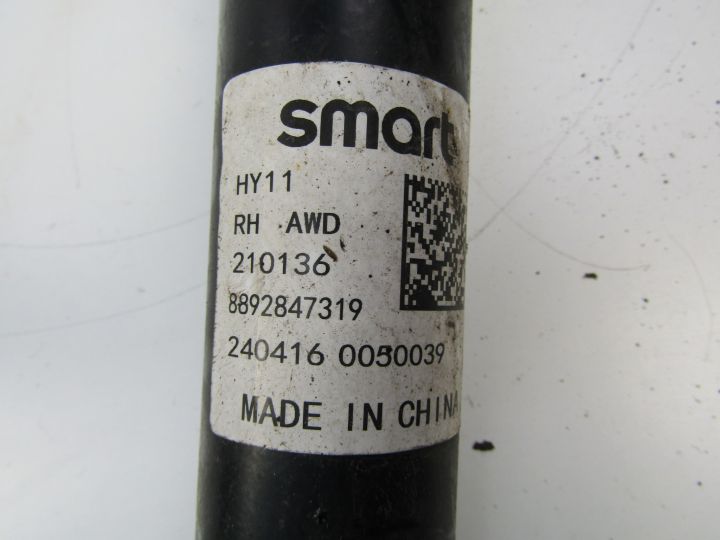 smart
HY11
RH AWD
210136
8892847319
240416 0050039
MADE IN CHINA